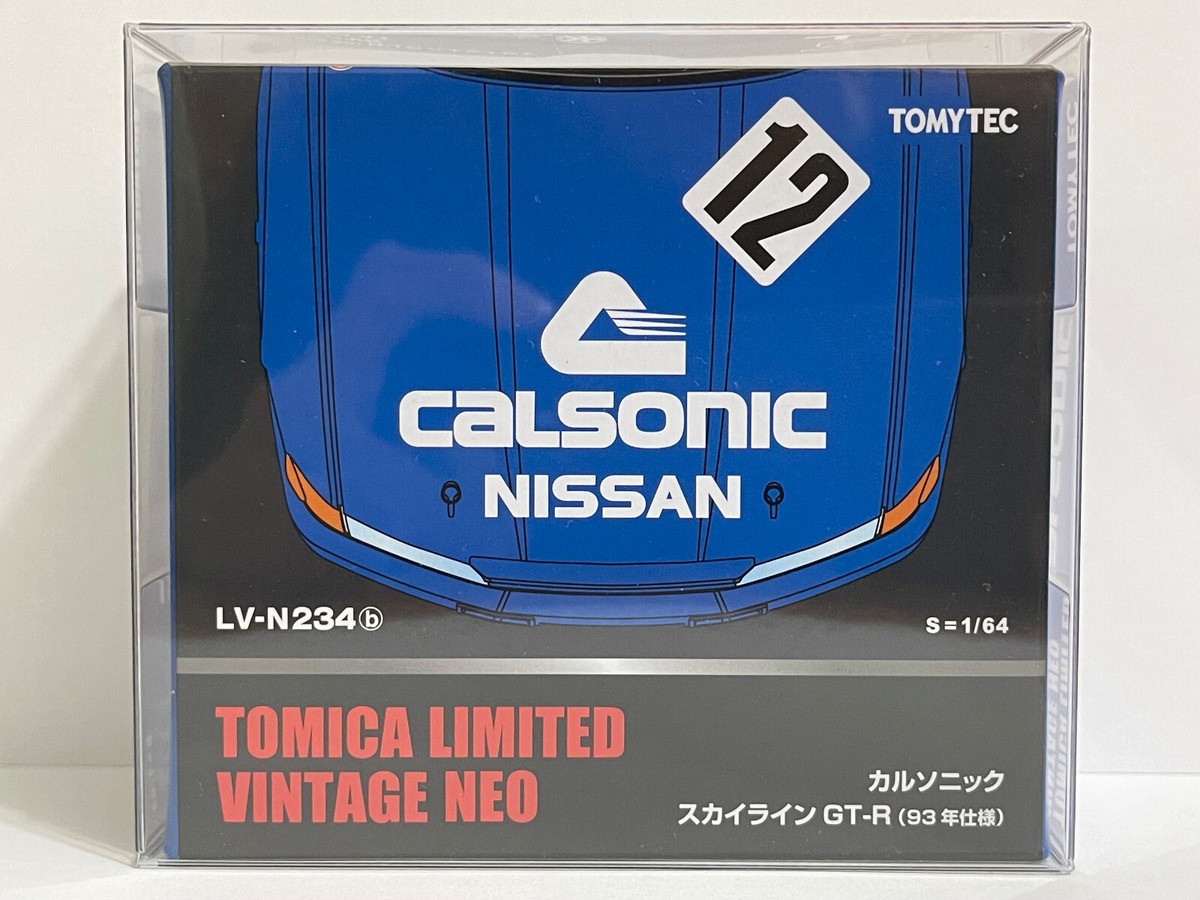 TOMYTEC
12
CALSONIC
NISSAN
LV-N234ⓑ
S=1/64
TOMICA LIMITED
VINTAGE NEO
カルソニック
スカイライン GT-R (93 年仕様)
TOMYTEC